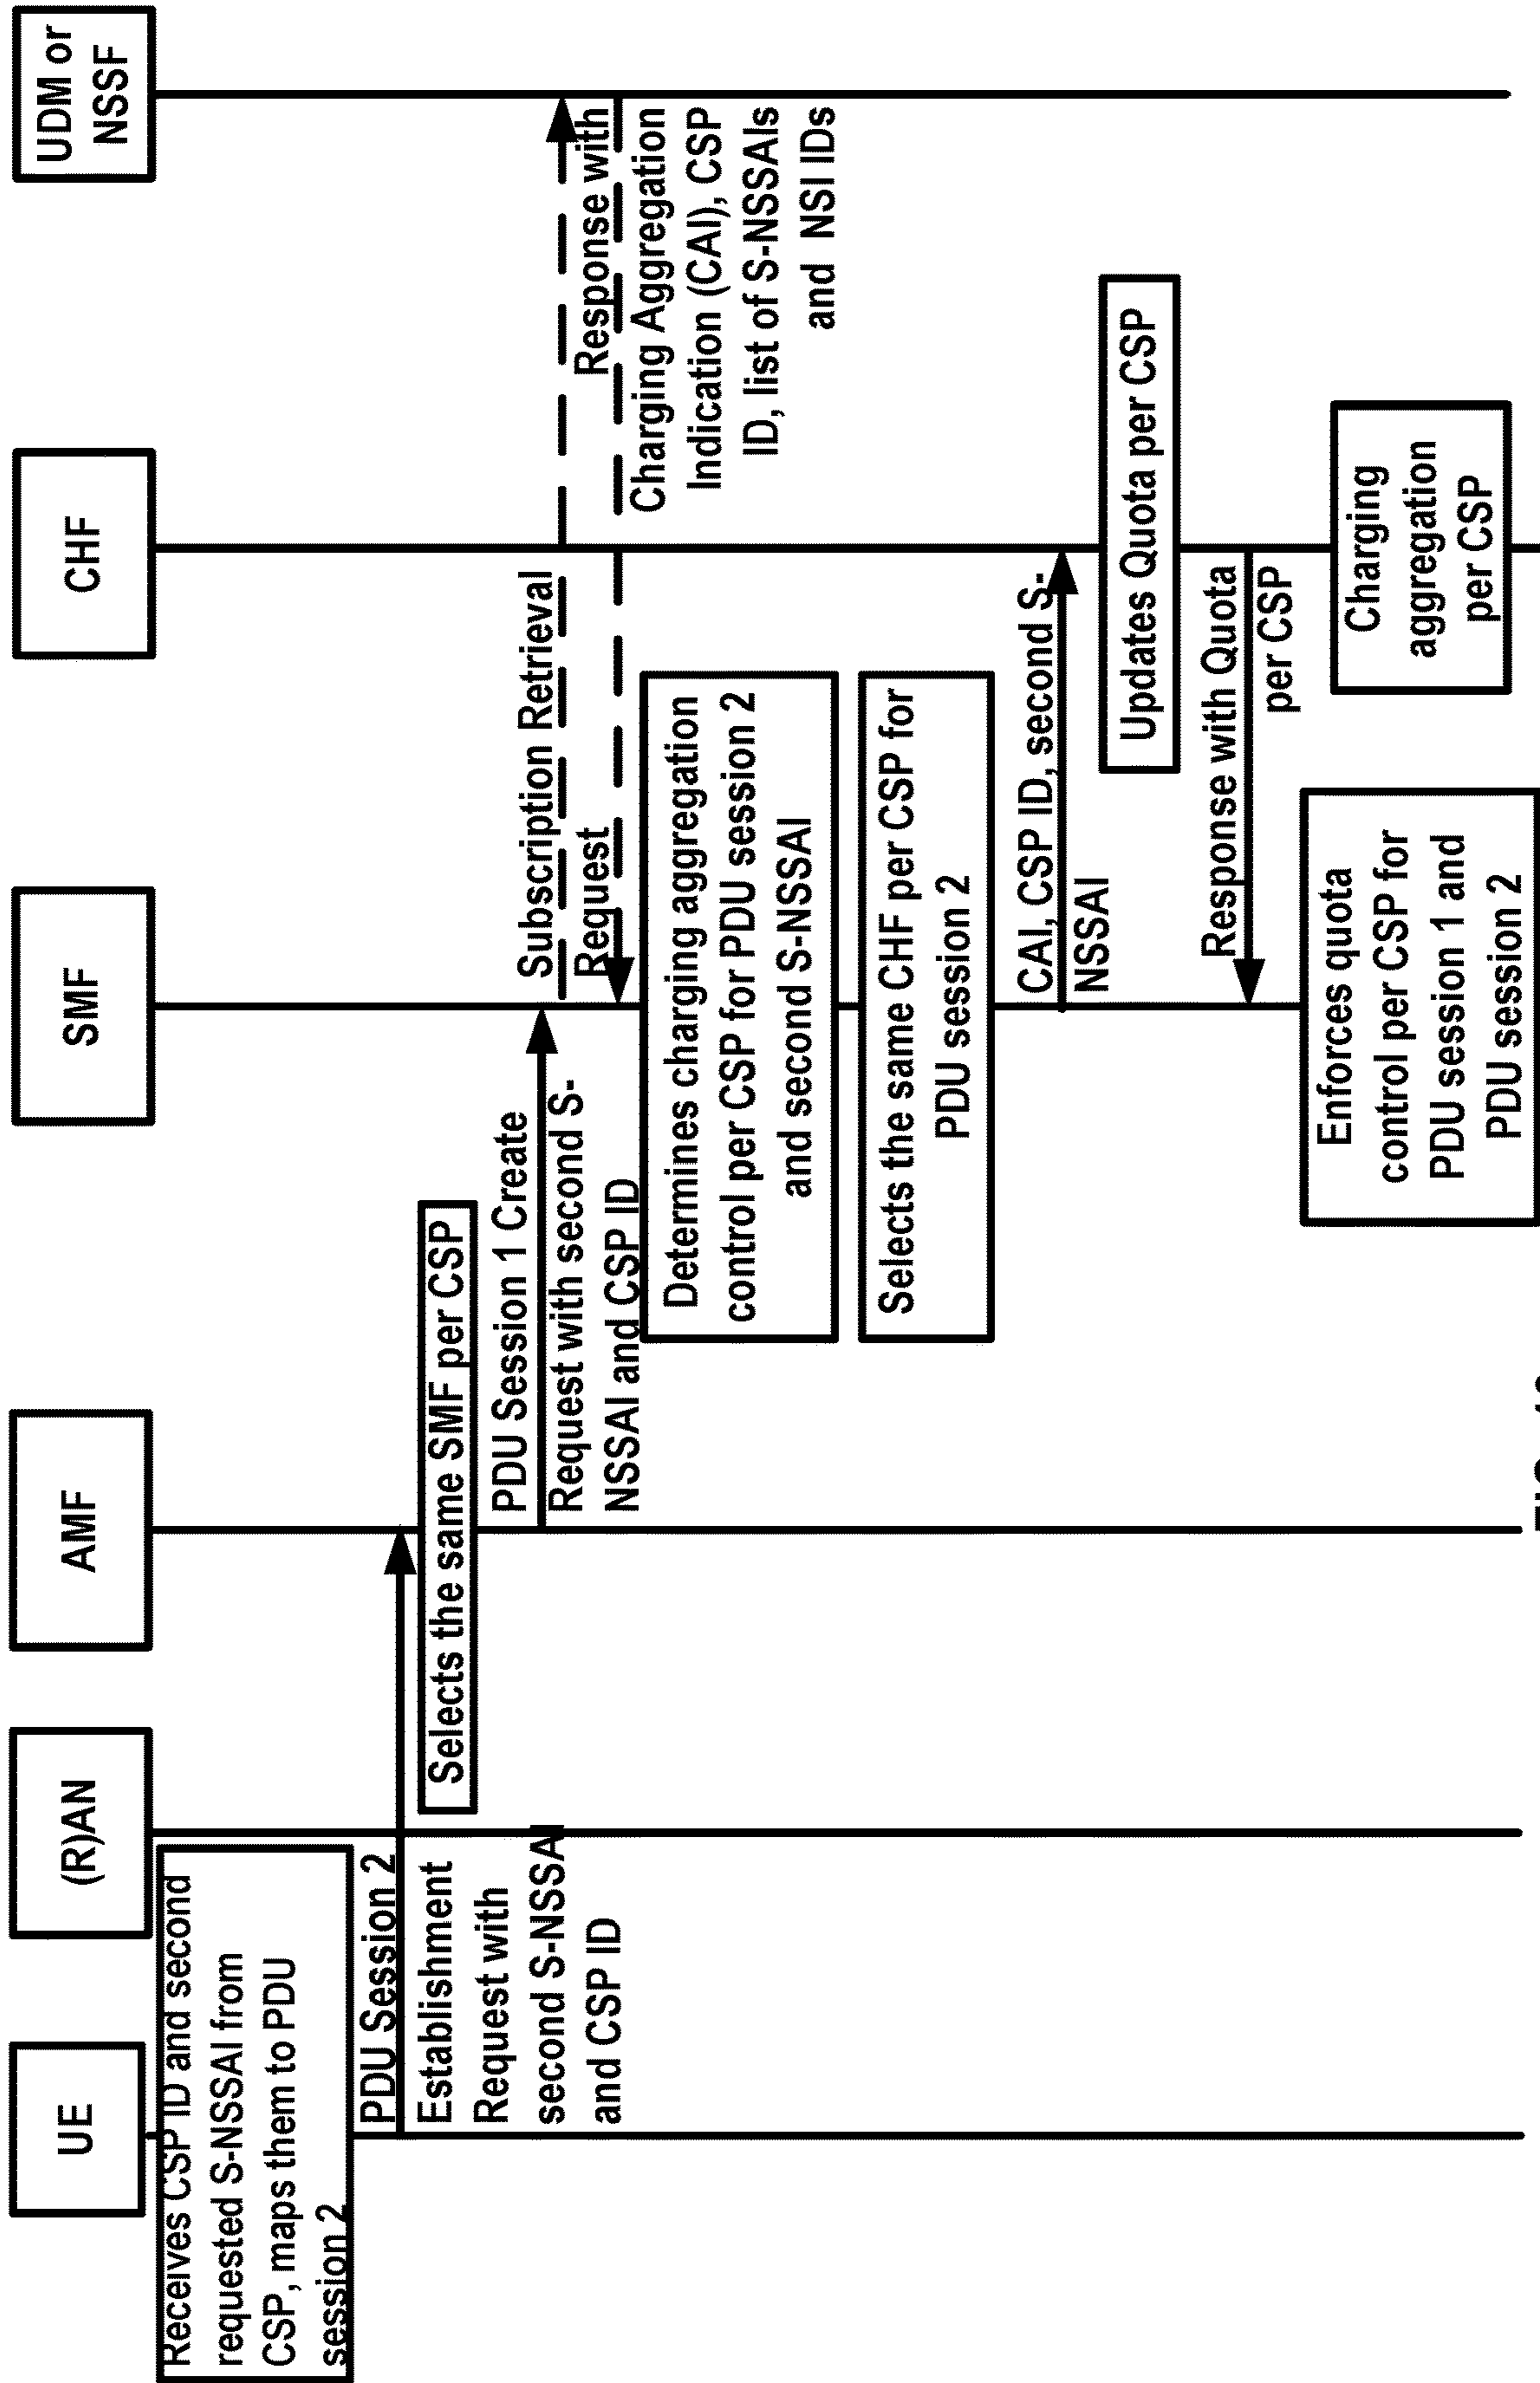 UE
(R)AN
AMF
SMF
CHF
UDM or
NSSF
Receives CSP ID and second
requested S-NSSAI from
CSP, maps them to PDU
session 2
PDU Session 2
Establishment
Request with
second S-NSSAI
and CSP ID
Selects the same SMF per CSP
PDU Session 1 Create
Request with second S-
NSSAI and CSP ID
Subscription Retrieval
Request
Response with
Charging Aggregation
Indication (CAI), CSP
ID, list of S-NSSAIs
and NSI IDs
Determines charging aggregation
control per CSP for PDU session 2
and second S-NSSAI
Selects the same CHF per CSP for
PDU session 2
CAI, CSP ID, second S-
NSSAI
Updates Quota per CSP
Response with Quota
per CSP
Enforces quota
control per CSP for
PDU session 1 and
PDU session 2
Charging
aggregation
per CSP